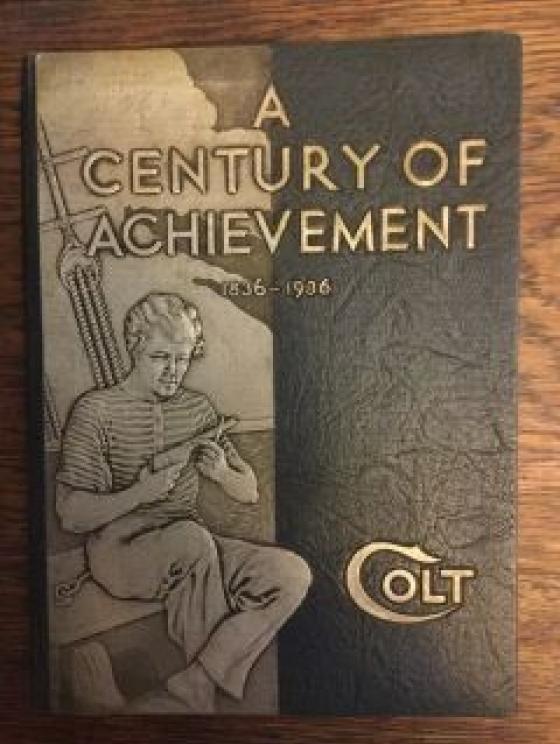 A
CENTURY OF
ACHIEVEMENT
1836-1936
COLT